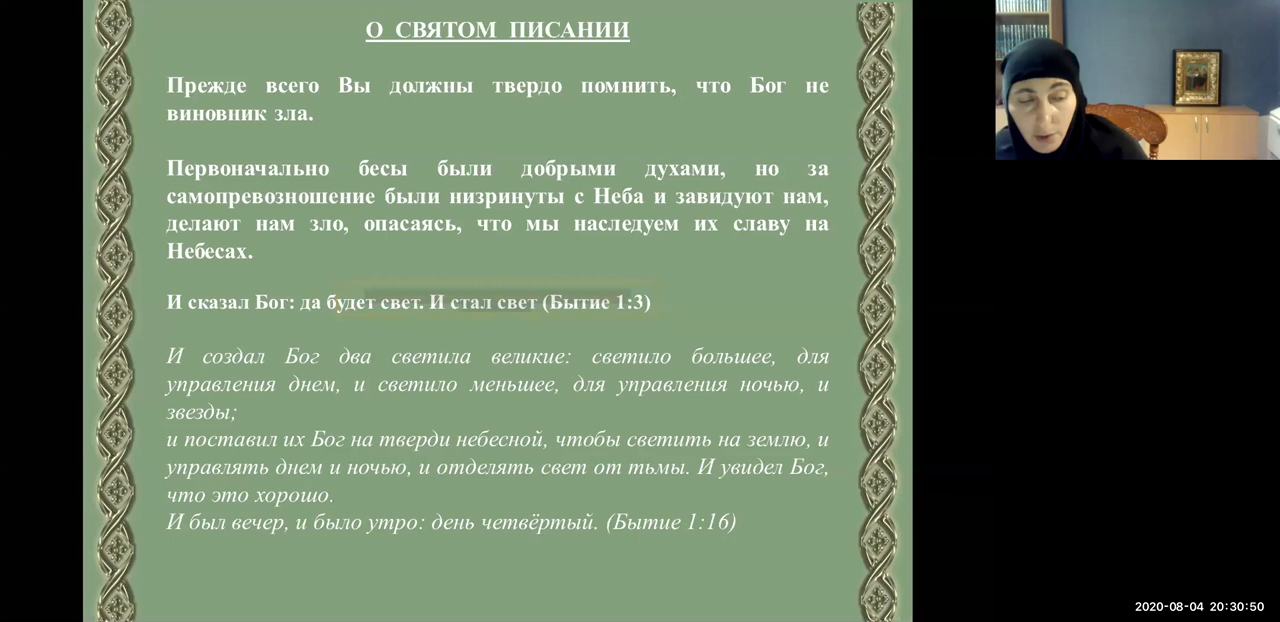 О СВЯТОМ ПИСАНИИ
Прежде всего Вы должны твердо помнить, что Бог не
виновник зла.
Первоначально бесы были добрыми духами, но за
самопревозношение были низринуты с Неба и завидуют нам,
делают нам зло, опасаясь, что мы наследуем их славу на
Небесах.
И сказал Бог: да будет свет. И стал свет (Бытие 1:3)
И создал Бог два светила великие: светило большее, для
управления днем, и светило меньшее, для управления ночью, и
звезды;
и поставил их Бог на тверди небесной, чтобы светить на землю, и
управлять днем и ночью, и отделять свет от тьмы. И увидел Бог,
что это хорошо.
И был вечер, и было утро: день четвёртый. (Бытие 1:16)
2020-08-04 20:30:50